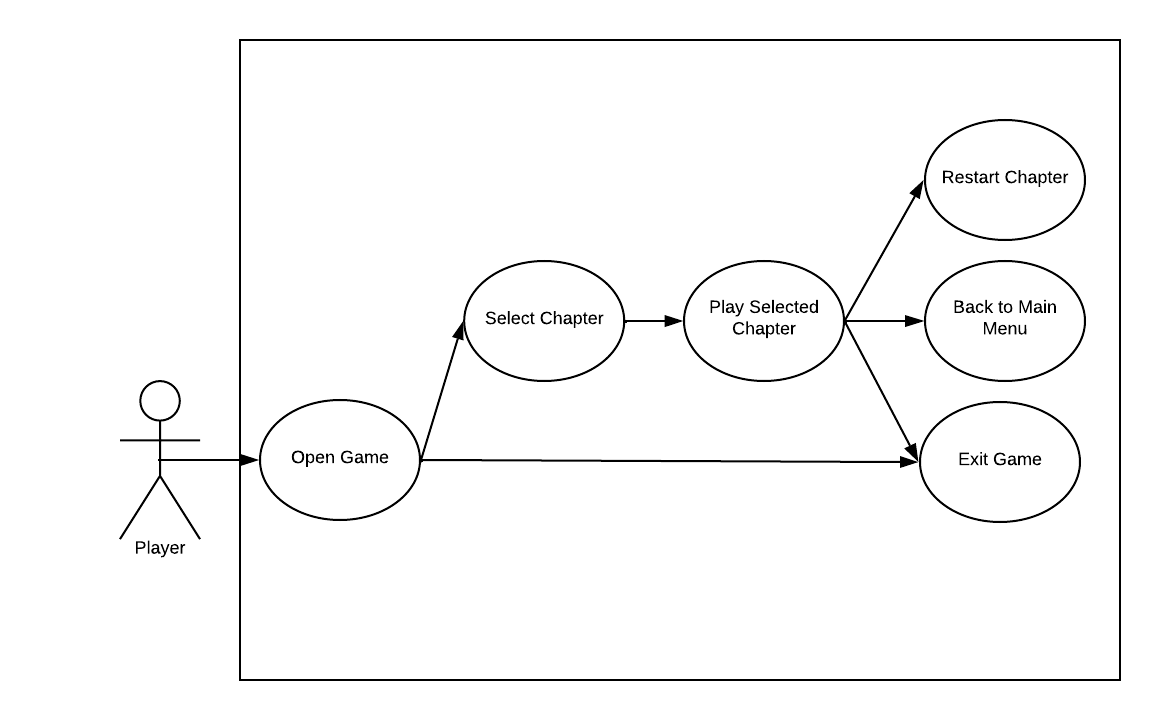 Restart Chapter
Select Chapter
Play Selected
Chapter
Back to Main
Menu
Open Game
Exit Game
Player